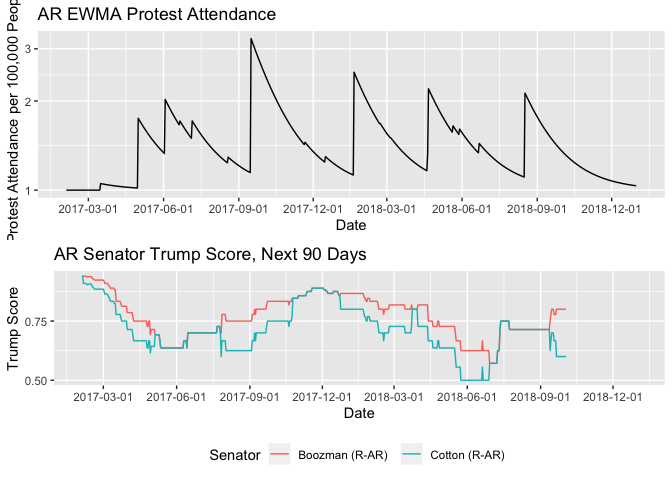 AR EWMA Protest Attendance
Protest Attendance per 100,000
3
2
1
2017-03-01 2017-06-01 2017-09-01 2017-12-01 2018-03-01 2018-06-01 2018-09-01 2018-12-01
Date
AR Senator Trump Score, Next 90 Days
Trump Score
0.75
0.50
2017-03-01 2017-06-01 2017-09-01 2017-12-01 2018-03-01 2018-06-01 2018-09-01 2018-12-01
Date
Senator Boozman (R-AR) Cotton (R-AR)